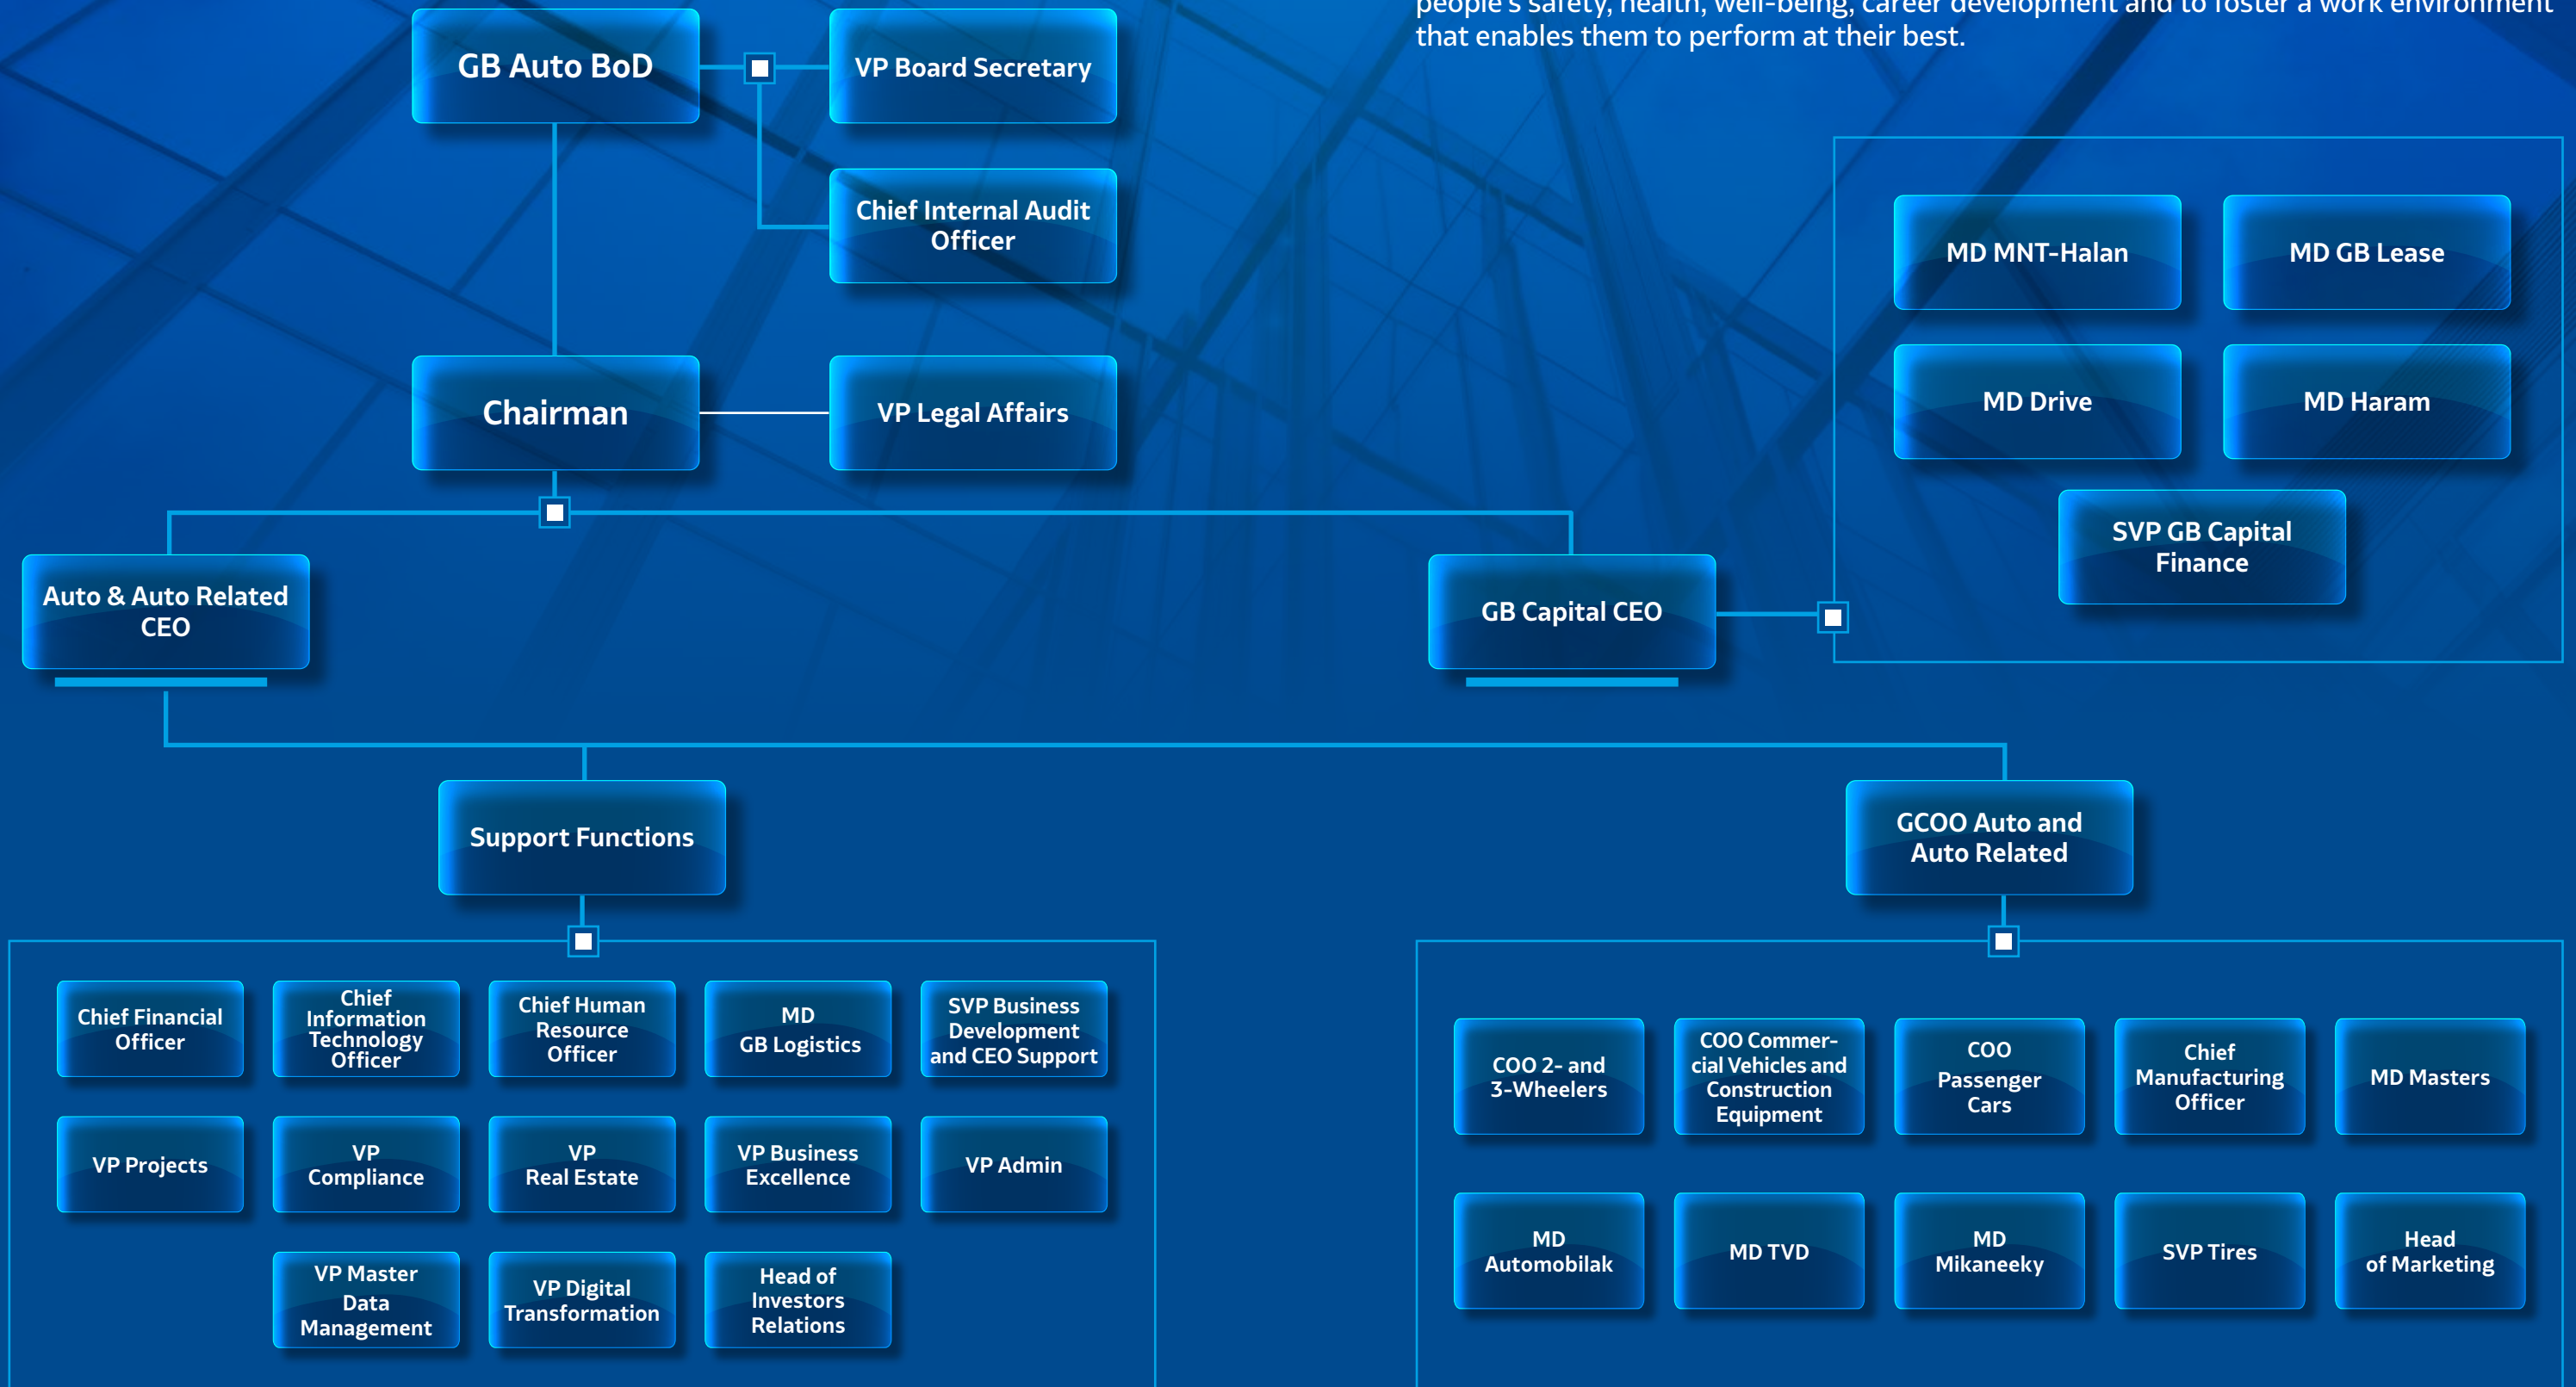 people's safety, health, well-being, career development and to foster a work environment
that enables them to perform at their best.
GB Auto BoD
VP Board Secretary
Chief Internal Audit
Officer
Chairman
VP Legal Affairs
MD MNT-Halan
MD GB Lease
MD Drive
MD Haram
SVP GB Capital
Finance
Auto & Auto Related
CEO
GB Capital CEO
Support Functions
GCOO Auto and
Auto Related
Chief Financial
Officer
Chief
Information
Technology
Officer
Chief Human
Resource
Officer
MD
GB Logistics
SVP Business
Development
and CEO Support
VP Projects
VP
Compliance
VP
Real Estate
VP Business
Excellence
VP Admin
VP Master
Data
Management
VP Digital
Transformation
Head of
Investors
Relations
COO 2- and
3-Wheelers
COO Commer-
cial Vehicles and
Construction
Equipment
COO
Passenger
Cars
Chief
Manufacturing
Officer
MD Masters
MD
Automobilak
MD TVD
MD
Mikaneeky
SVP Tires
Head
of Marketing